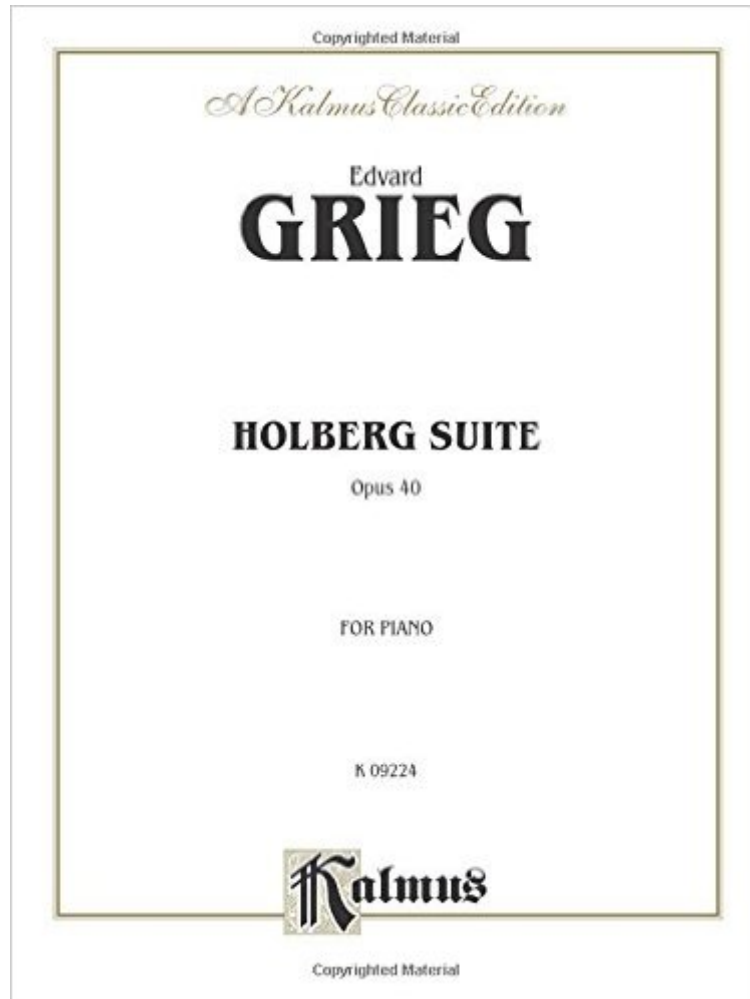 Copyrighted Material
A Kalmus Classic Edition
Edvard
GRIEG
HOLBERG SUITE
Opus 40
FOR PIANO
K 09224
Kalmus
Copyrighted Material